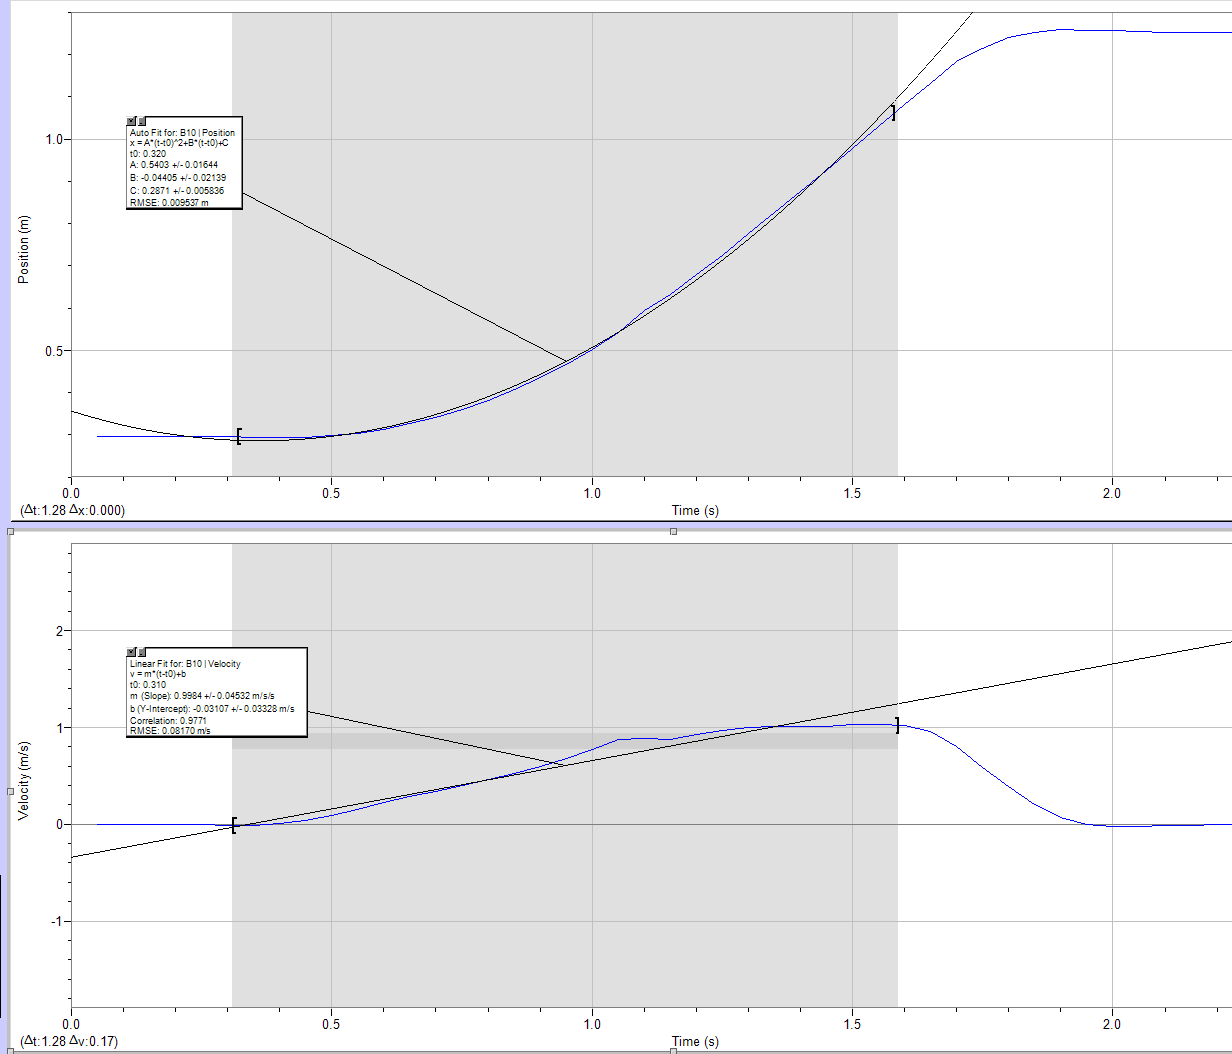 1.0
0.5
Position (m)
Auto Fit for: B10 | Position
x = A*(t-t0)^2+B*(t-t0)+C
t0: 0.320
A: 0.5403 +/- 0.01644
B: -0.04405 +/- 0.02139
C: 0.2871 +/- 0.005836
RMSE: 0.009537 m
0.0 0.5 1.0 1.5 2.0
(Δt:1.28 Δx:0.000)
Time (s)
2
1
0
-1
Velocity (m/s)
Linear Fit for: B10 | Velocity
v = m*(t-t0)+b
t0: 0.310
m (Slope): 0.9984 +/- 0.04532 m/s/s
b (Y-Intercept): -0.03107 +/- 0.03328 m/s
Correlation: 0.9771
RMSE: 0.08170 m/s
0.0 0.5 1.0 1.5 2.0
(Δt:1.28 Δv:0.17)
Time (s)